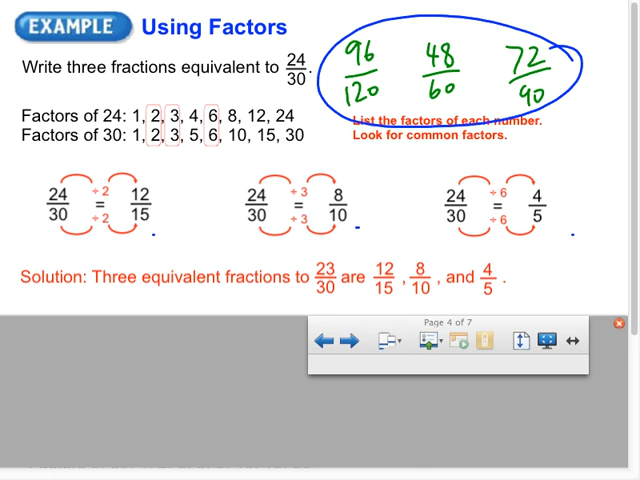 EXAMPLE Using Factors
Write three fractions equivalent to 24/30.
96/120 48/60 72/90
Factors of 24: 1, 2, 3, 4, 6, 8, 12, 24
Factors of 30: 1, 2, 3, 5, 6, 10, 15, 30
List the factors of each number.
Look for common factors.
24/30 ÷ 2 = ÷ 2 12/15 .
24/30 ÷ 3 = ÷ 3 8/10 .
24/30 ÷ 6 = ÷ 6 4/5 .
Solution: Three equivalent fractions to 23/30 are 12/15, 8/10, and 4/5.
Page 4 of 7